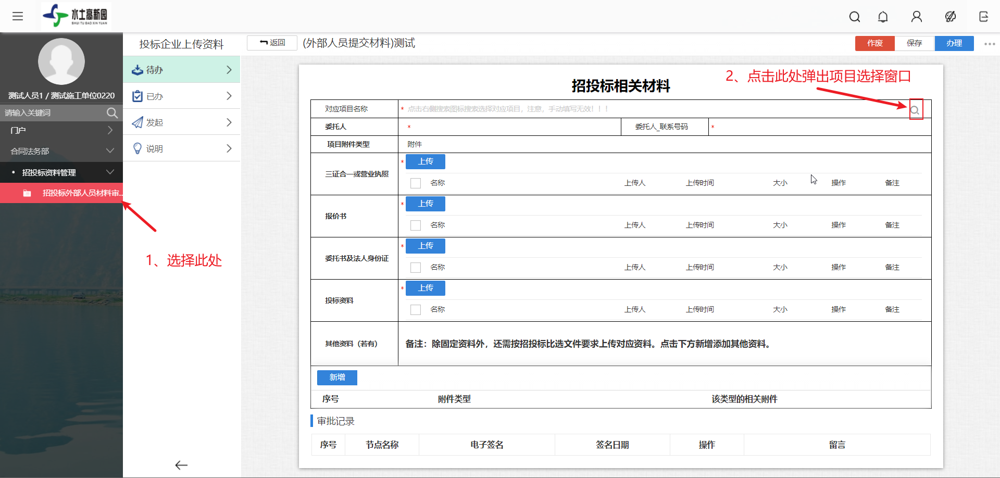 水土高新园
SHUI TU GAO XIN YUAN
测试人员1 / 测试施工单位0220
请输入关键词
门户
合同法务部
• 招投标资料管理
招投标外部人员材料审...
投标企业上传资料
待办
已办
发起
说明
1、选择此处
返回
(外部人员提交材料)测试
作废
保存
办理
2、点击此处弹出项目选择窗口
招投标相关材料
对应项目名称 * 点击右侧搜索图标搜索选择对应项目，注意，手动填写无效！！！
委托人 * 委托人_联系号码 *
项目附件类型 附件
三证合一或营业执照 * 上传
名称 上传人 上传时间 大小 操作 备注
报价书 * 上传
名称 上传人 上传时间 大小 操作 备注
委托书及法人身份证 * 上传
名称 上传人 上传时间 大小 操作 备注
投标资料 * 上传
名称 上传人 上传时间 大小 操作 备注
其他资料（若有） 备注：除固定资料外，还需按招投标比选文件要求上传对应资料。点击下方新增添加其他资料。
新增
序号 附件类型 该类型的相关附件
审批记录
序号 节点名称 电子签名 签名日期 操作 留言